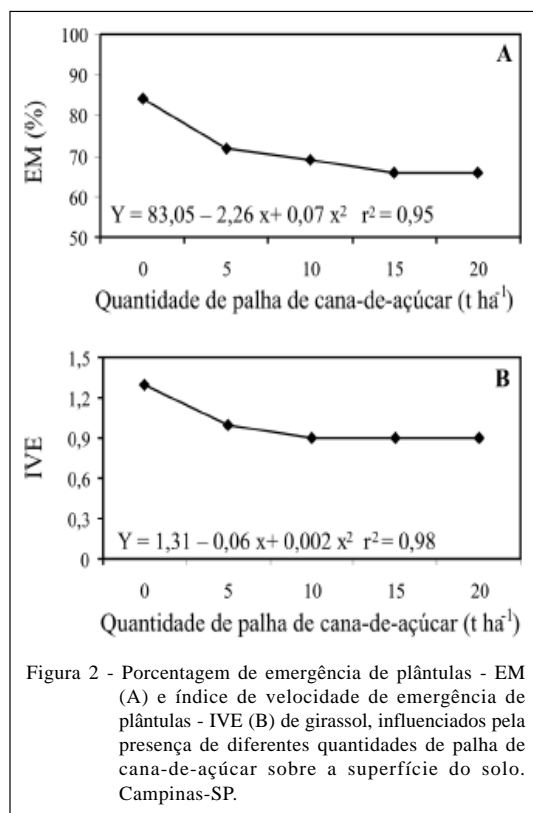 A
EM (%)
100
90
80
70
60
50
Y = 83,05 – 2,26 x+ 0,07 x² r² = 0,95
0 5 10 15 20
Quantidade de palha de cana-de-açúcar (t ha⁻¹)
B
IVE
1,5
1,2
0,9
0,6
0,3
0
Y = 1,31 – 0,06 x+ 0,002 x² r² = 0,98
0 5 10 15 20
Quantidade de palha de cana-de-açúcar (t ha⁻¹)
Figura 2 - Porcentagem de emergência de plântulas - EM
(A) e índice de velocidade de emergência de
plântulas - IVE (B) de girassol, influenciados pela
presença de diferentes quantidades de palha de
cana-de-açúcar sobre a superfície do solo.
Campinas-SP.